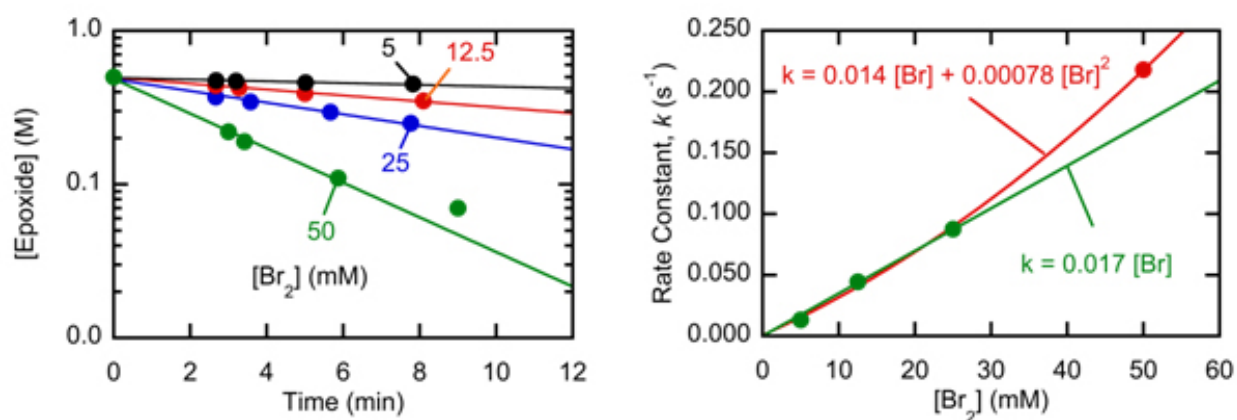 1.0
0.1
0.0
[Epoxide] (M)
5
12.5
25
50
[Br2] (mM)
0 2 4 6 8 10 12
Time (min)
0.200
0.150
0.100
0.050
0.000
Rate Constant, k (s-1)
k = 0.014 [Br] + 0.00078 [Br]2
k = 0.017 [Br]
0 10 20 30 40 50 60
[Br2] (mM)